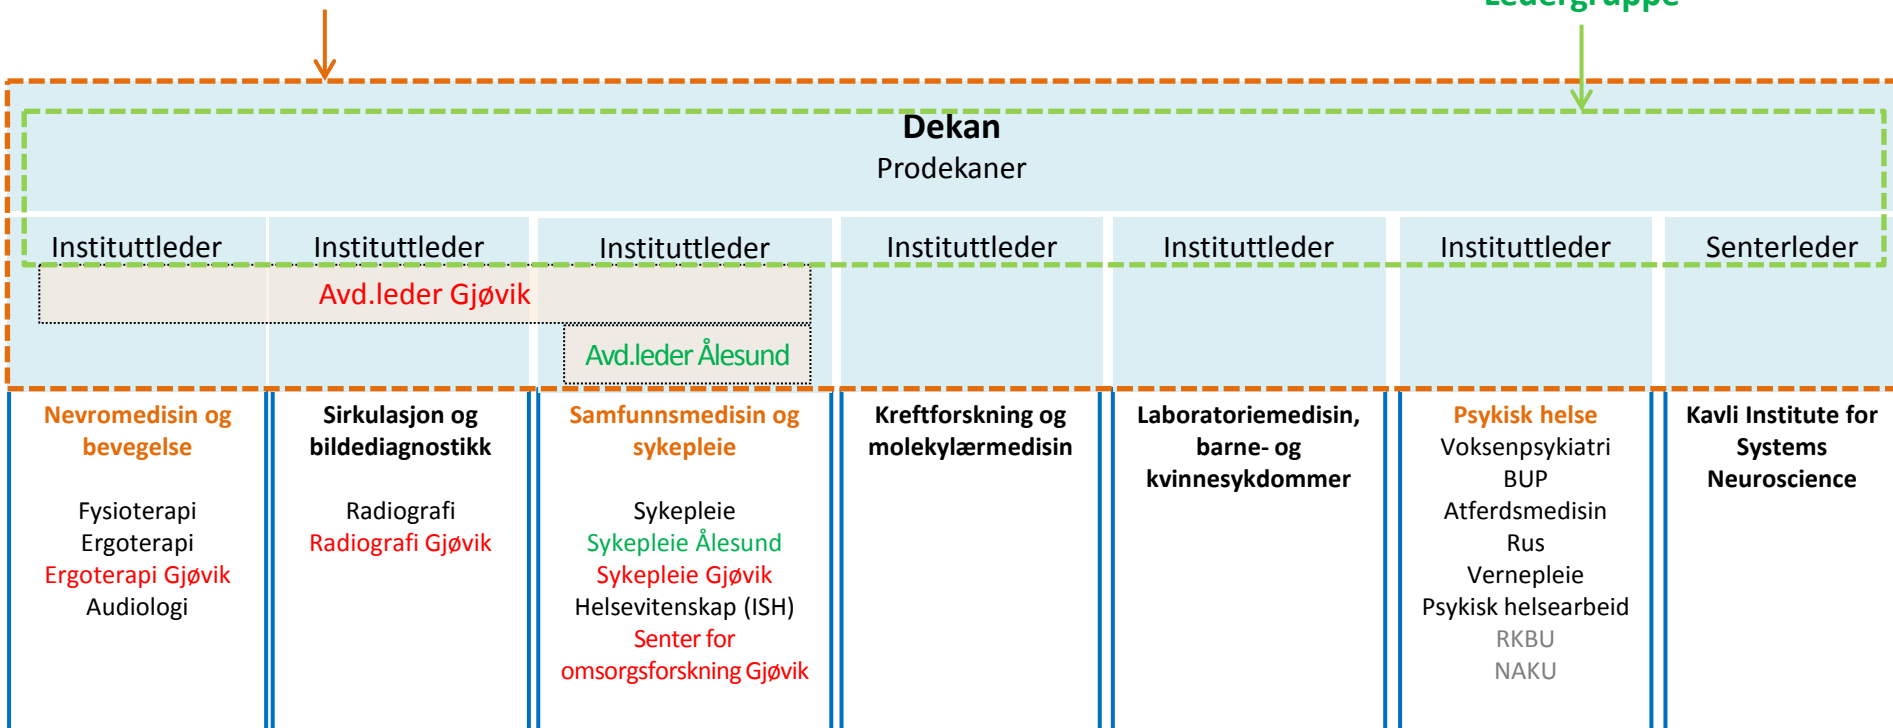 Ledergruppe
Dekan
Prodekaner
Instituttleder
Instituttleder
Instituttleder
Instituttleder
Instituttleder
Instituttleder
Senterleder
Avd.leder Gjøvik
Avd.leder Ålesund
Nevromedisin og
bevegelse
Fysioterapi
Ergoterapi
Ergoterapi Gjøvik
Audiologi
Sirkulasjon og
bildediagnostikk
Radiografi
Radiografi Gjøvik
Samfunnsmedisin og
sykepleie
Sykepleie
Sykepleie Ålesund
Sykepleie Gjøvik
Helsevitenskap (ISH)
Senter for
omsorgsforskning Gjøvik
Kreftforskning og
molekylærmedisin
Laboratoriemedisin,
barne- og
kvinnesykdommer
Psykisk helse
Voksenpsykiatri
BUP
Atferdsmedisin
Rus
Vernepleie
Psykisk helsearbeid
RKBU
NAKU
Kavli Institute for
Systems
Neuroscience